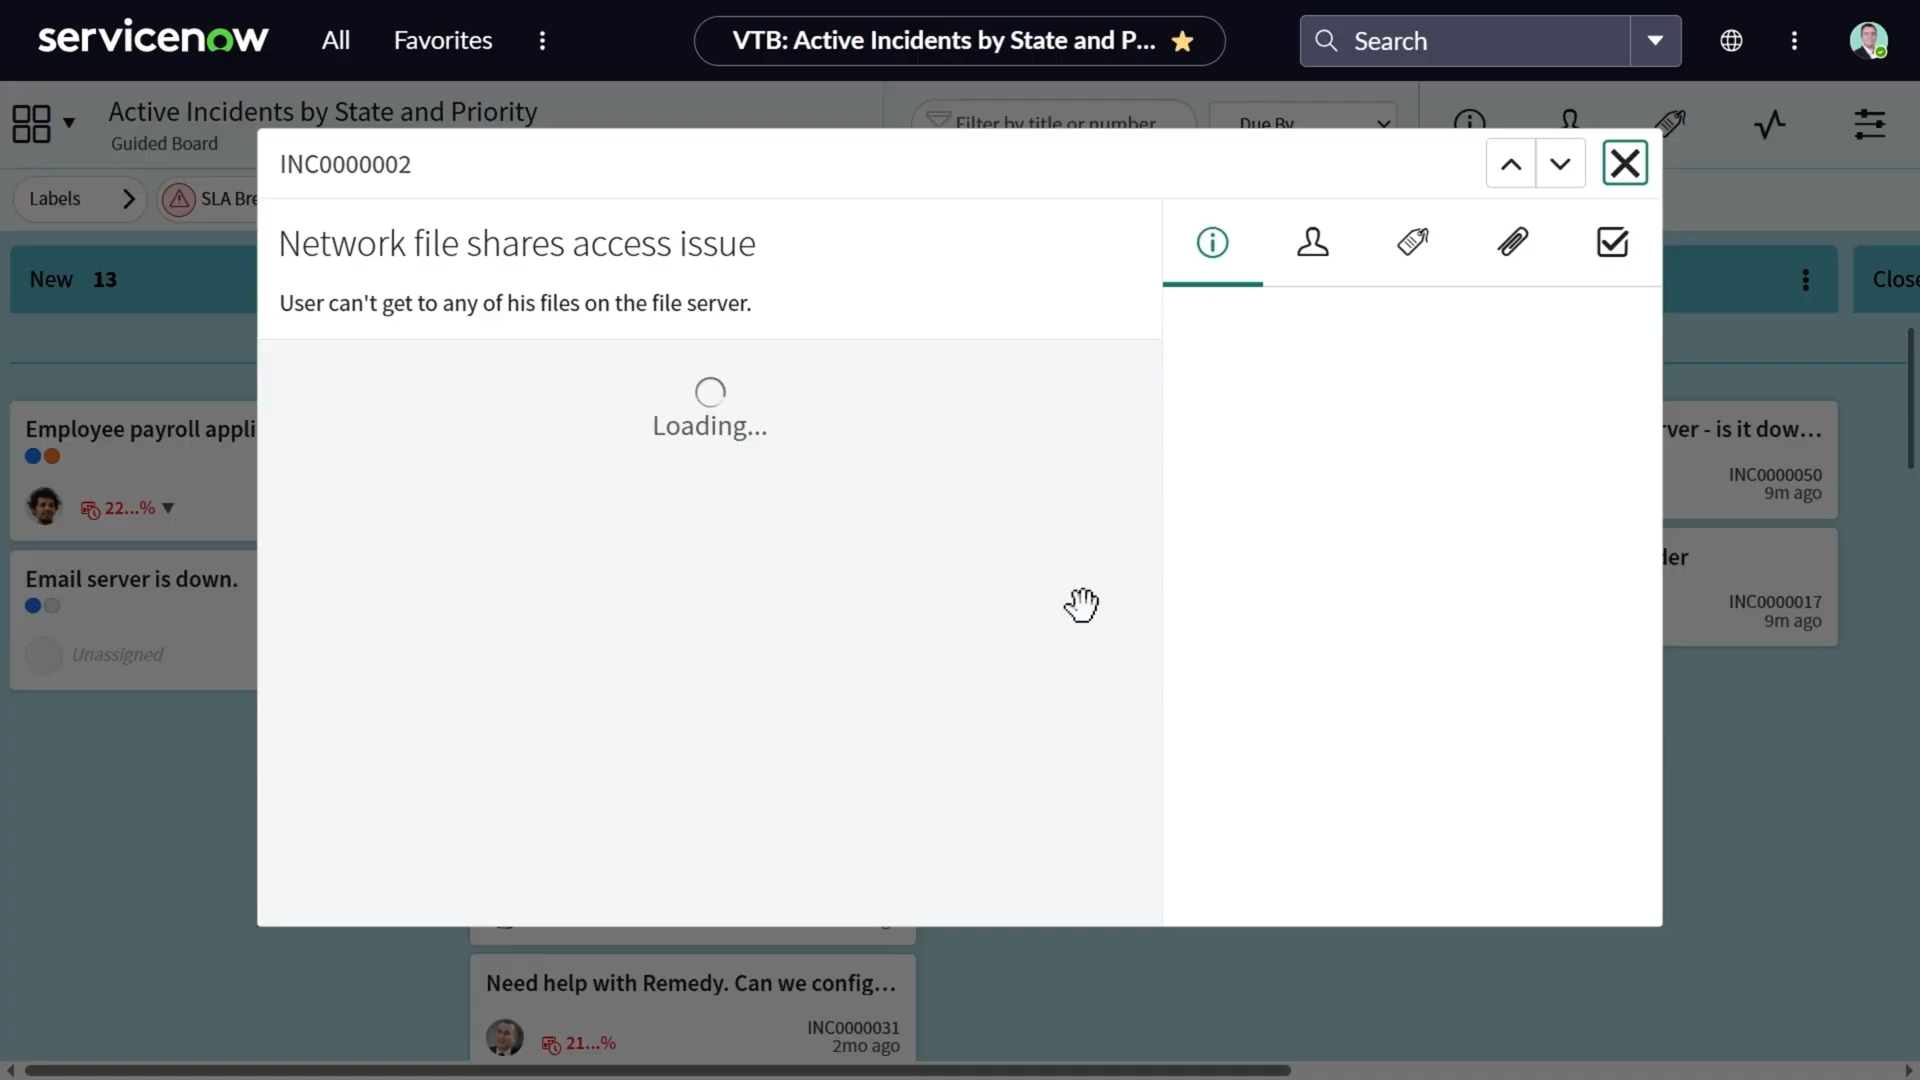 servicenow
All
Favorites
VTB: Active Incidents by State and P...
Search
Active Incidents by State and Priority
Guided Board
Filter by title or number
Due By
INC0000002
Labels
SLA Bre
Network file shares access issue
User can't get to any of his files on the file server.
New 13
Close
Loading...
Employee payroll appli
22...%
rver - is it dow...
INC0000050
9m ago
Email server is down.
Unassigned
der
INC0000017
9m ago
Need help with Remedy. Can we config...
21...%
INC0000031
2mo ago